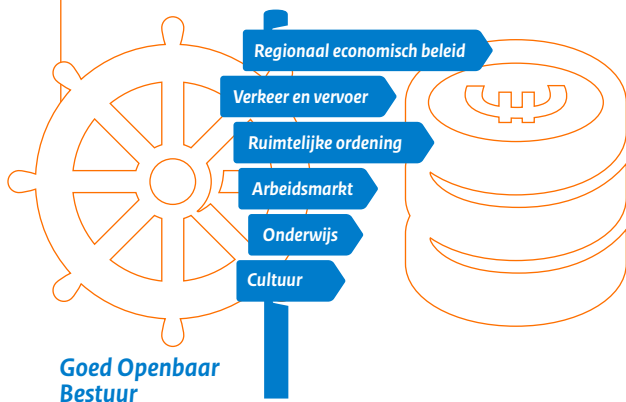 Regionaal economisch beleid
Verkeer en vervoer
Ruimtelijke ordening
Arbeidsmarkt
Onderwijs
Cultuur
Goed Openbaar
Bestuur